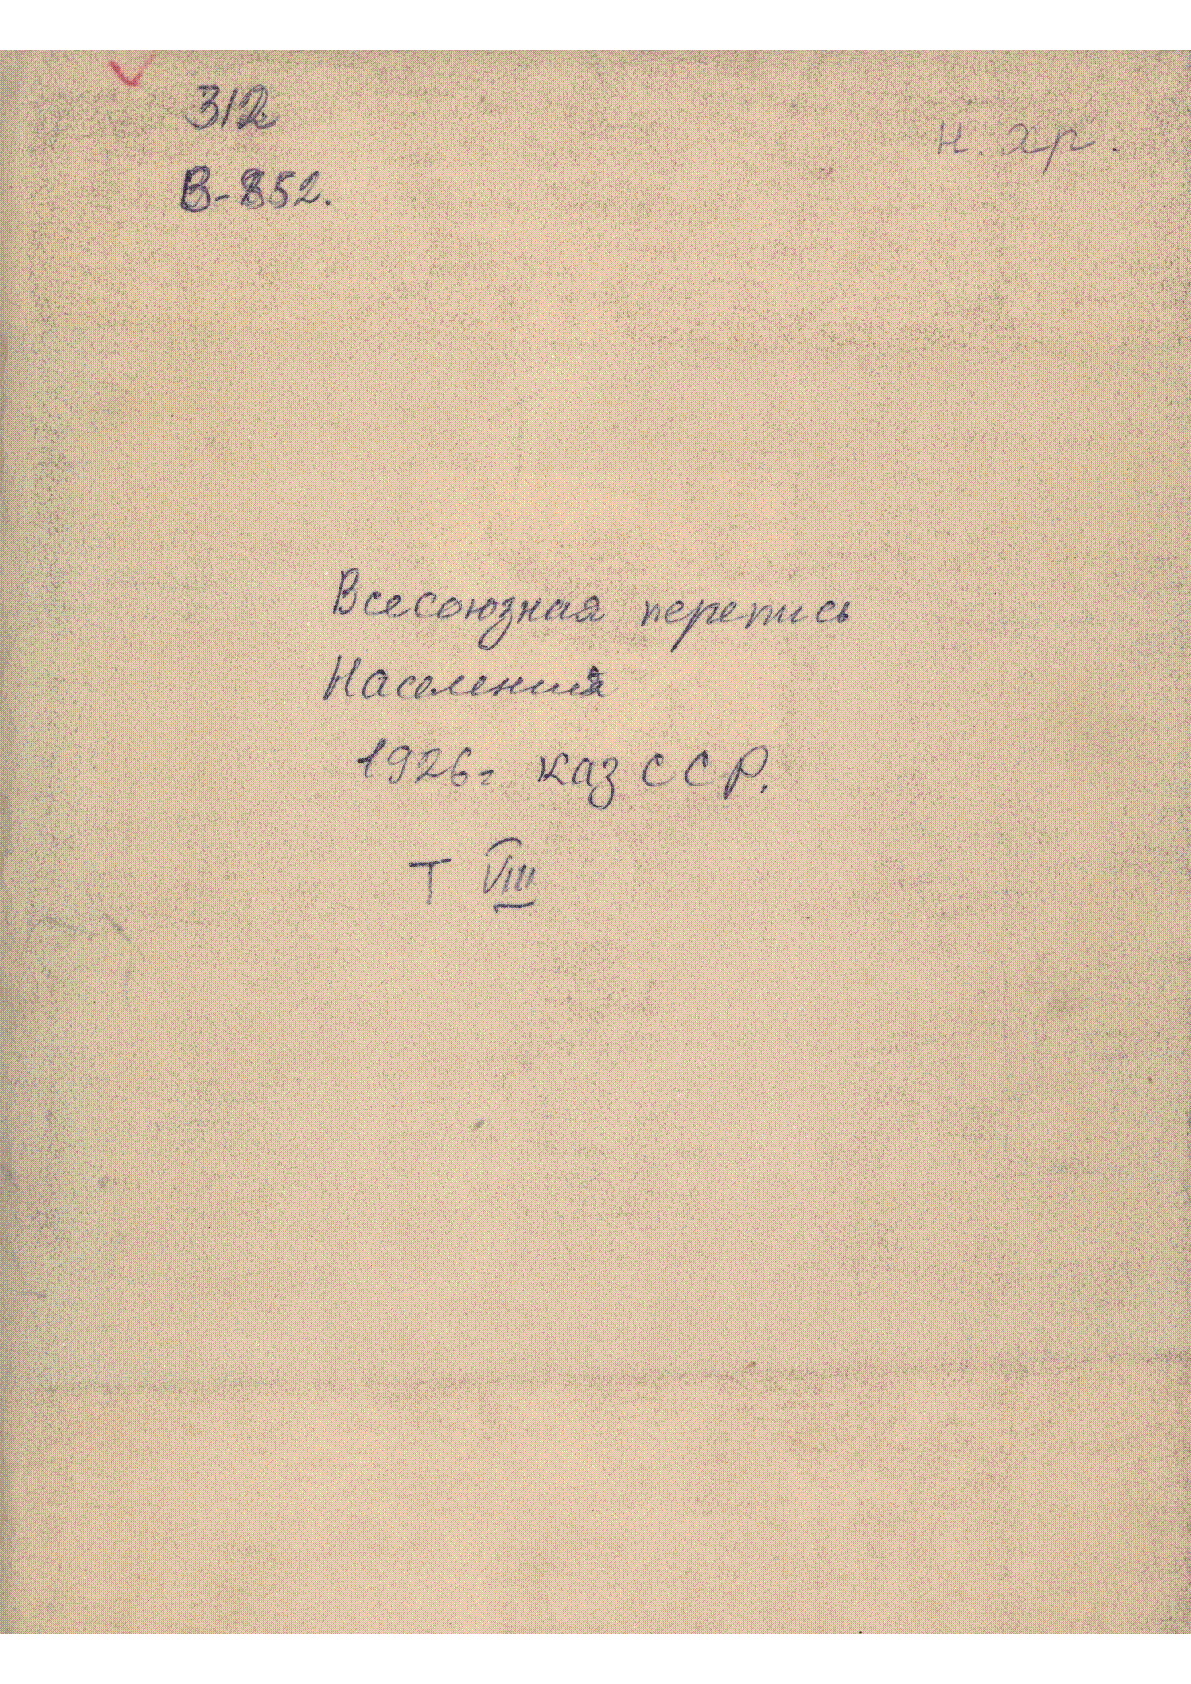 312
В-852.
н. хр.
Всесоюзная перепись
Населения
1926г каз ССР.
Т VIII